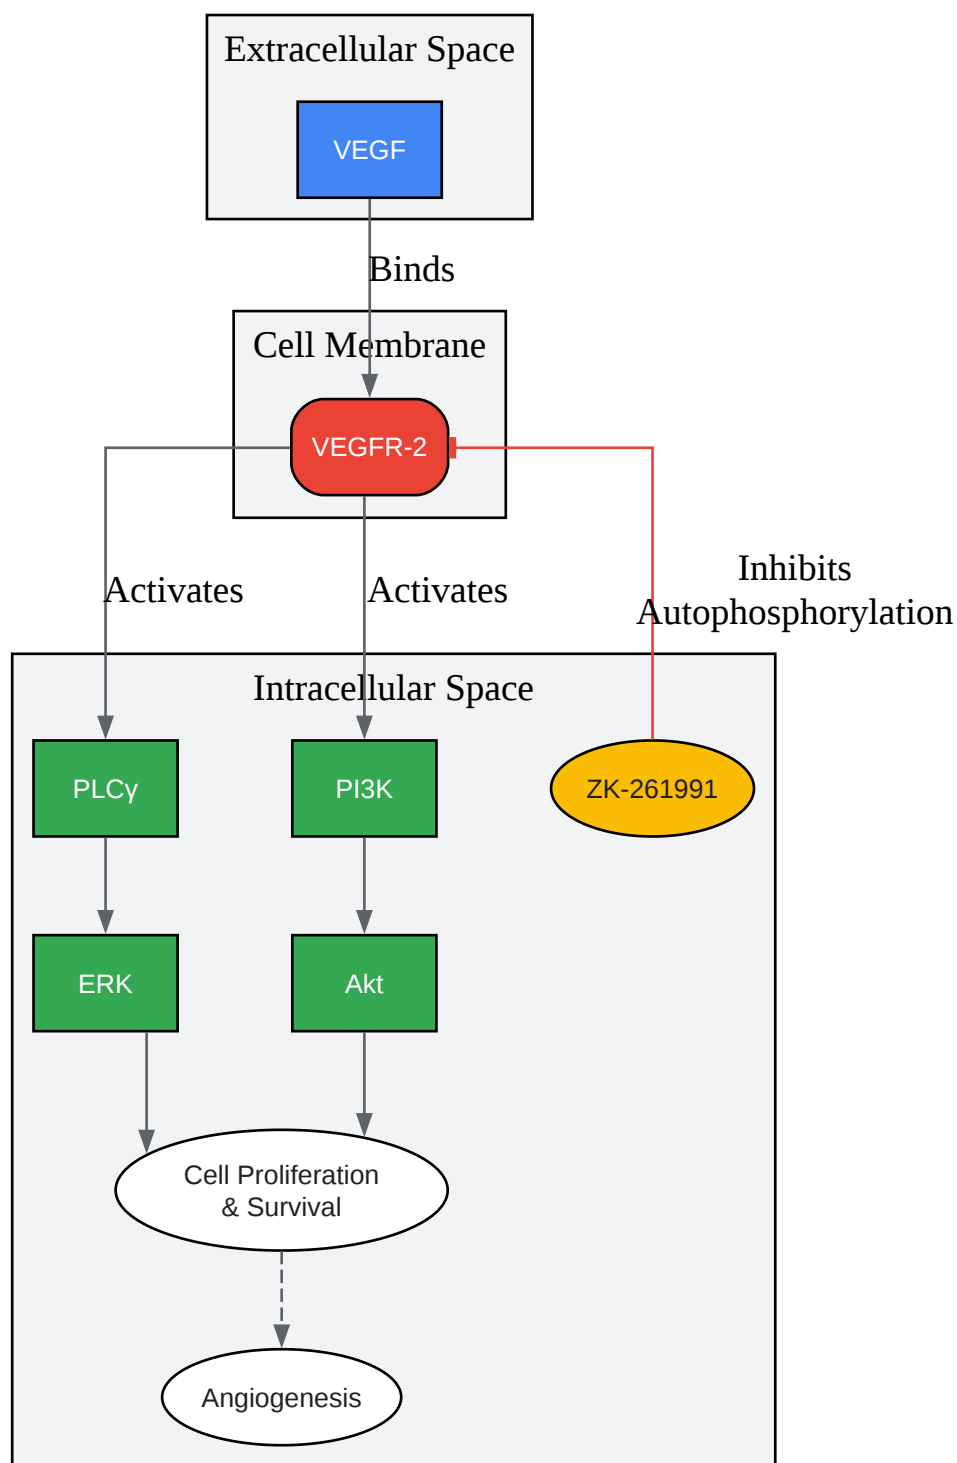 Extracellular Space
VEGF
Binds
Cell Membrane
VEGFR-2
Activates
Activates
Inhibits
Autophosphorylation
Intracellular Space
PLCγ
PI3K
ZK-261991
ERK
Akt
Cell Proliferation
& Survival
Angiogenesis